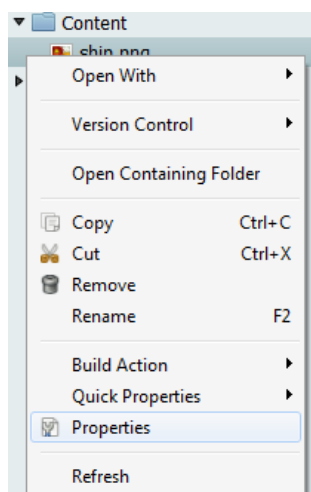 Content
ship.png
Open With
Version Control
Open Containing Folder
Copy Ctrl+C
Cut Ctrl+X
Remove
Rename F2
Build Action
Quick Properties
Properties
Refresh